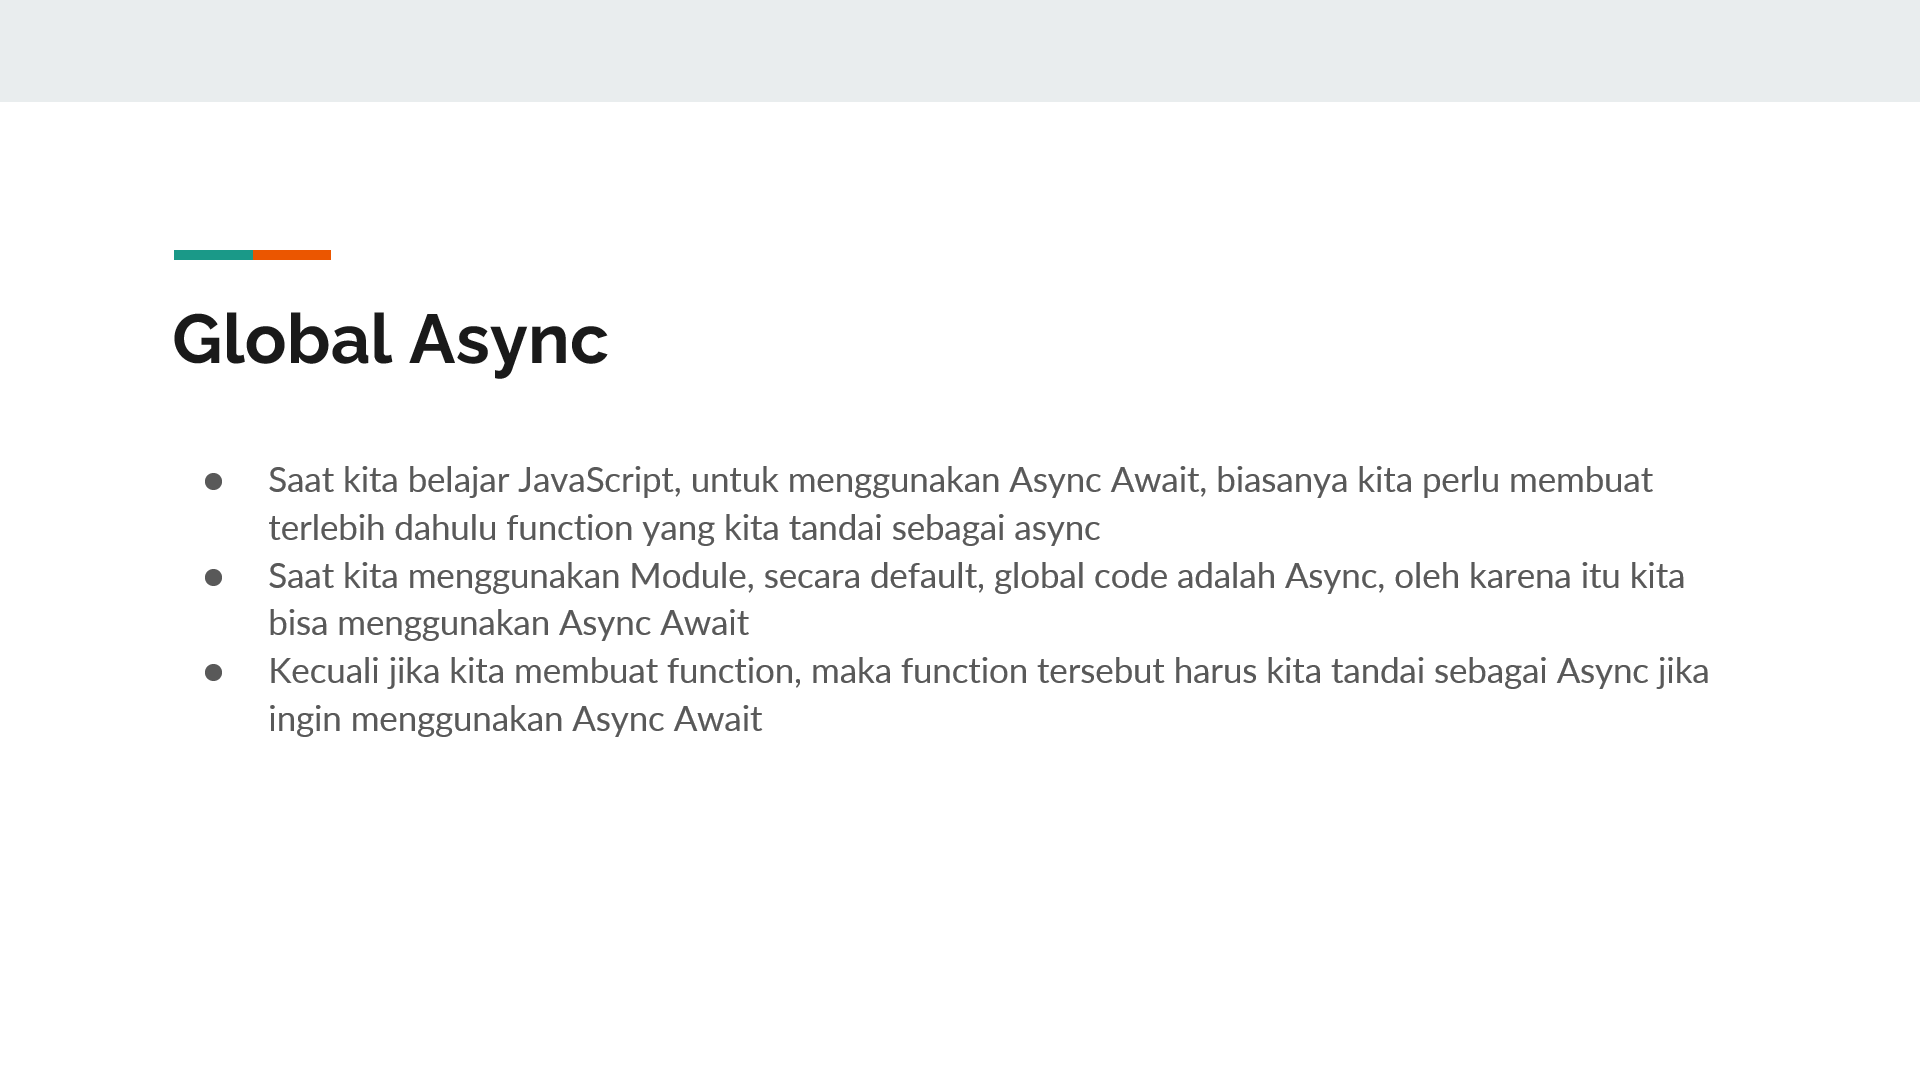 Global Async
● Saat kita belajar JavaScript, untuk menggunakan Async Await, biasanya kita perlu membuat
terlebih dahulu function yang kita tandai sebagai async
● Saat kita menggunakan Module, secara default, global code adalah Async, oleh karena itu kita
bisa menggunakan Async Await
● Kecuali jika kita membuat function, maka function tersebut harus kita tandai sebagai Async jika
ingin menggunakan Async Await